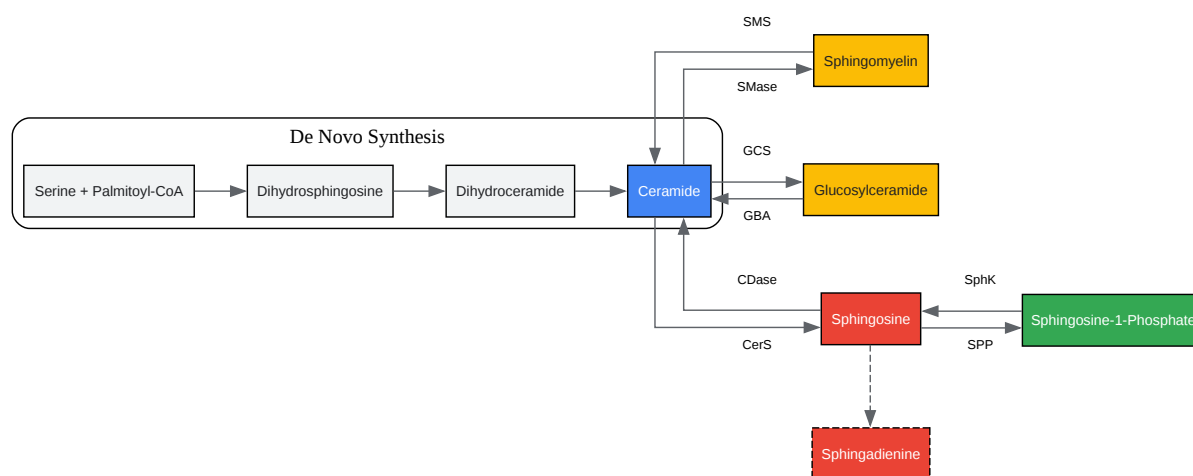 SMS
Sphingomyelin
SMase
De Novo Synthesis
Serine + Palmitoyl-CoA
Dihydrosphingosine
Dihydroceramide
Ceramide
GCS
Glucosylceramide
GBA
CDase
SphK
Sphingosine
Sphingosine-1-Phosphate
CerS
SPP
Sphingadienine